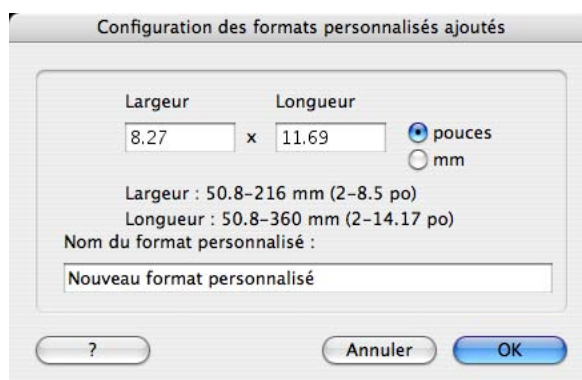 Configuration des formats personnalisés ajoutés
Largeur Longueur
8.27 x 11.69 pouces
mm
Largeur : 50.8-216 mm (2-8.5 po)
Longueur : 50.8-360 mm (2-14.17 po)
Nom du format personnalisé :
Nouveau format personnalisé
? Annuler OK